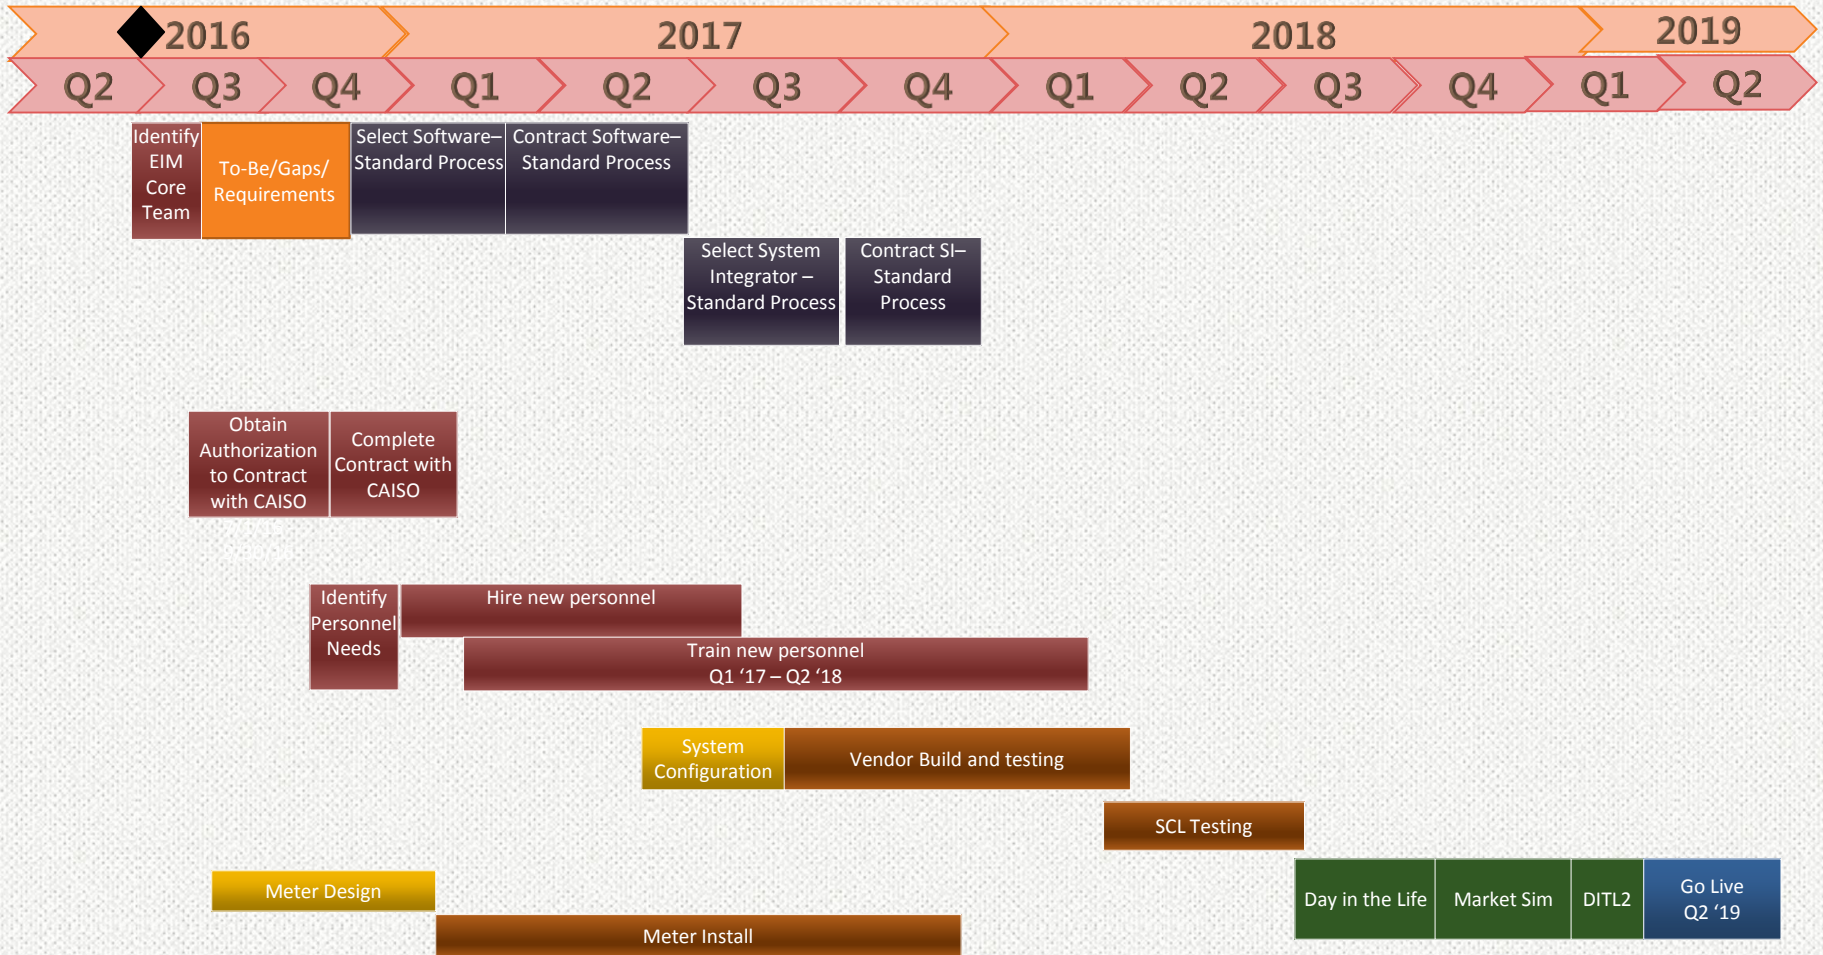 2016
2017
2018
2019
Q2
Q3
Q4
Q1
Q2
Q3
Q4
Q1
Q2
Q3
Q4
Q1
Q2
Identify
EIM
Core
Team
To-Be/Gaps/
Requirements
Select Software–
Standard Process
Contract Software–
Standard Process
Select System
Integrator –
Standard Process
Contract SI–
Standard
Process
Obtain
Authorization
to Contract
with CAISO
Complete
Contract with
CAISO
Identify
Personnel
Needs
Hire new personnel
Train new personnel
Q1 ‘17 – Q2 ‘18
System
Configuration
Vendor Build and testing
SCL Testing
Meter Design
Day in the Life
Market Sim
DITL2
Go Live
Q2 ‘19
Meter Install